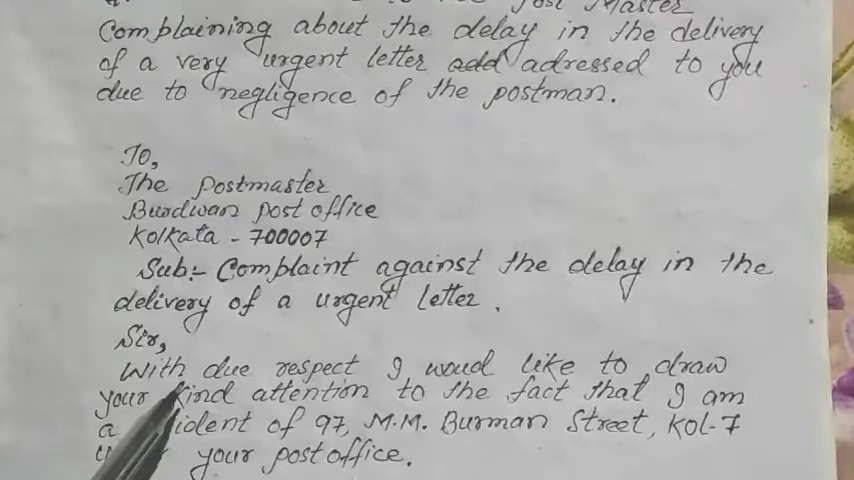 Post Master
Complaining about the delay in the delivery
of a very urgent letter add adressed to you
due to negligence of the postman.
To,
The Postmaster
Burdwan post office
Kolkata - 700007
Sub:- Complaint against the delay in the
delivery of a urgent letter.
Sir,
With due respect I woud like to draw
your kind attention to the fact that I am
a of 97, M.M. Burman Street, Kol-7
your post office.